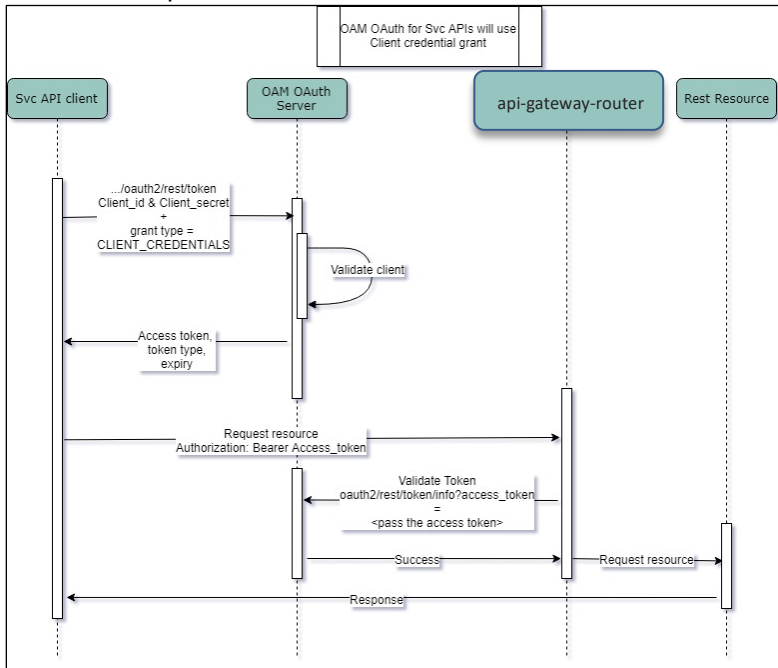 OAM OAuth for Svc APIs will use
Client credential grant
Svc API client
OAM OAuth
Server
api-gateway-router
Rest Resource
.../oauth2/rest/token
Client_id & Client_secret
+
grant type =
CLIENT_CREDENTIALS
Validate client
Access token,
token type,
expiry
Request resource
Authorization: Bearer Access_token
Validate Token
oauth2/rest/token/info?access_token
=
<pass the access token>
Success
Request resource
Response